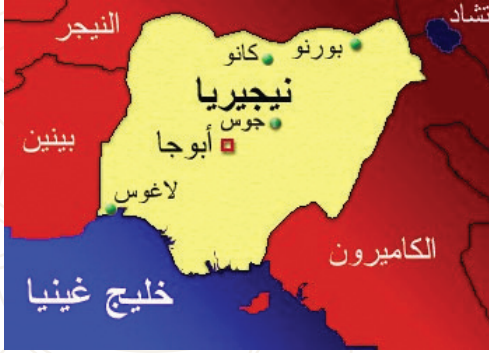 تشاد
النيجر
بورنو
كانو
نيجيريا
جوس
أبوجا
بينين
لاغوس
الكاميرون
خليج غينيا